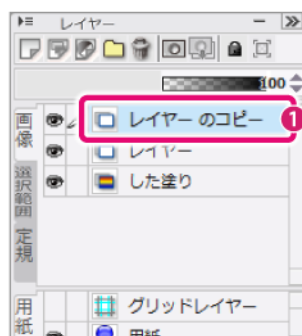 レイヤー
100
画像
レイヤー のコピー
1
レイヤー
選択範囲
した塗り
定規
用紙
グリッドレイヤー
用紙